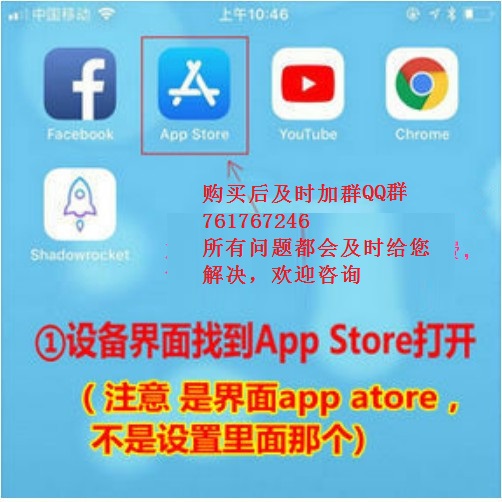 中国移动 上午10:46
Facebook App Store YouTube Chrome
Shadowrocket
购买后及时加群QQ群
761767246
所有问题都会及时给您
解决，欢迎咨询
①设备界面找到App Store打开
（注意 是界面app atore，
不是设置里面那个）